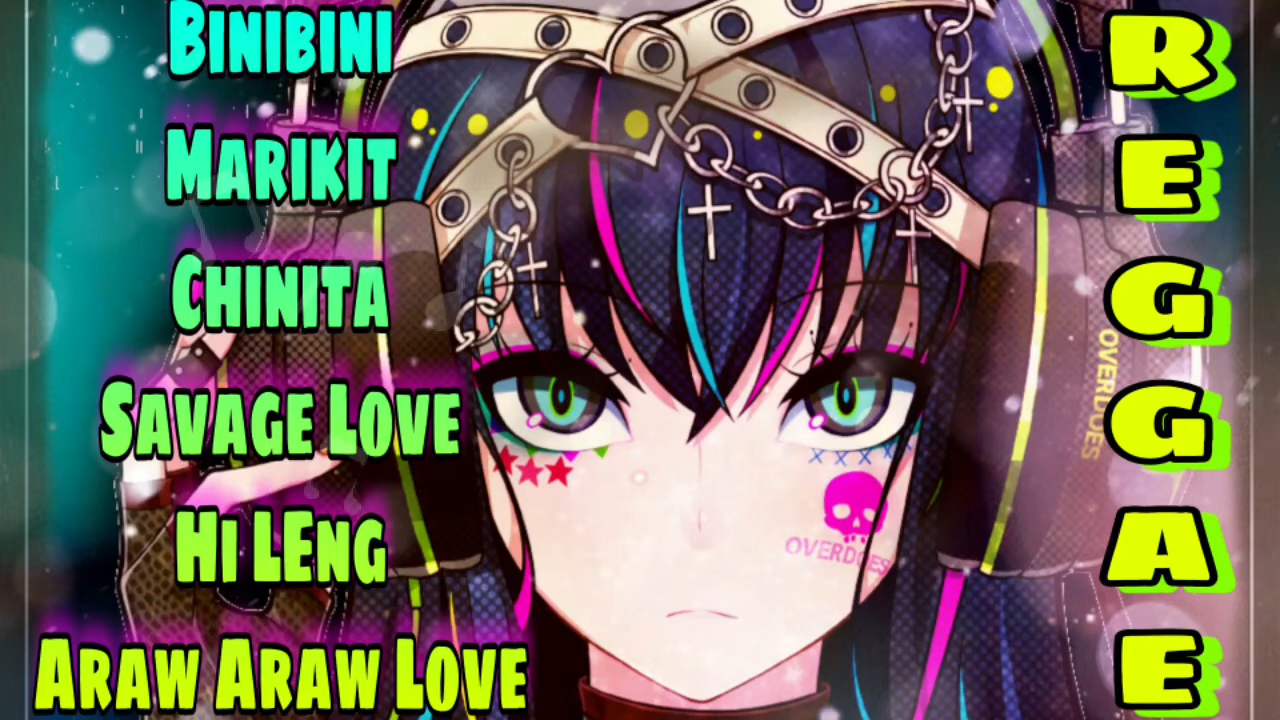 Binibini
Marikit
Chinita
Savage Love
Hi LEng
Araw Araw Love
REGGAE
OVERDOES
OVERDOES